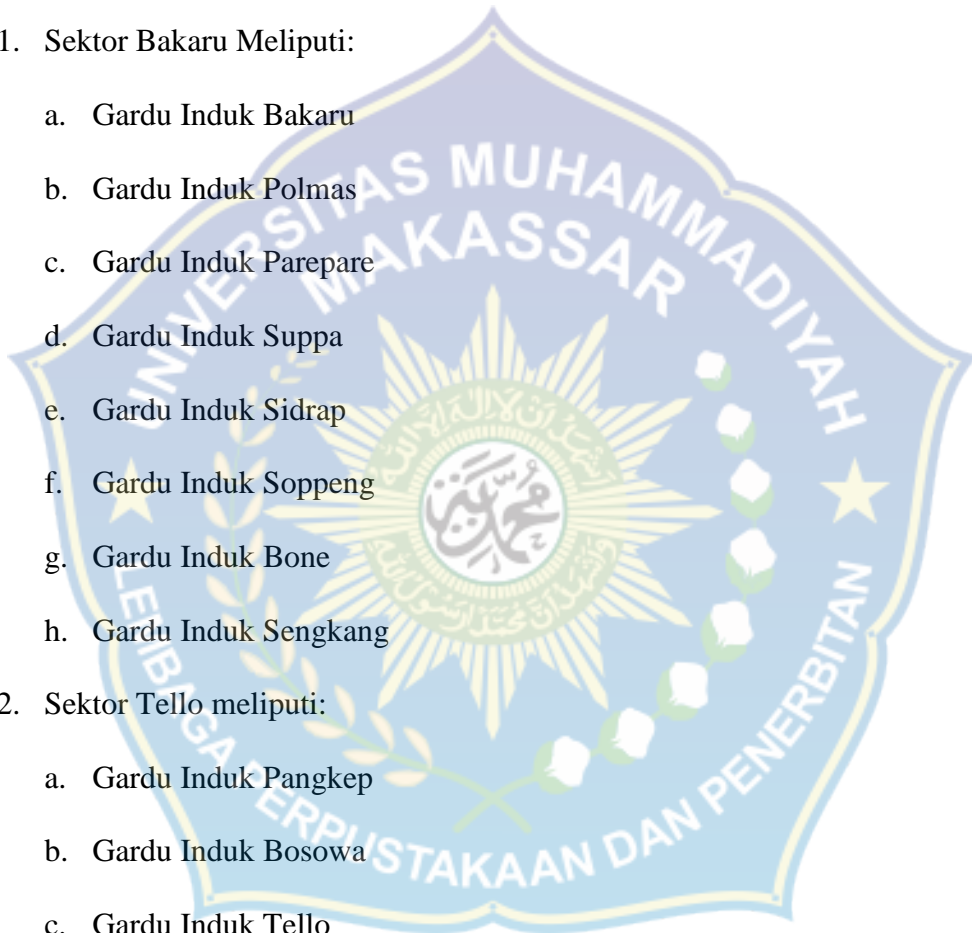 1. Sektor Bakaru Meliputi:
a. Gardu Induk Bakaru
b. Gardu Induk Polmas
c. Gardu Induk Parepare
d. Gardu Induk Suppa
e. Gardu Induk Sidrap
f. Gardu Induk Soppeng
g. Gardu Induk Bone
h. Gardu Induk Sengkang
2. Sektor Tello meliputi:
a. Gardu Induk Pangkep
b. Gardu Induk Bosowa
c. Gardu Induk Tello
UNIVERSITAS MUHAMMADIYAH
MAKASSAR
LEMBAGA PERPUSTAKAAN DAN PENERBITAN